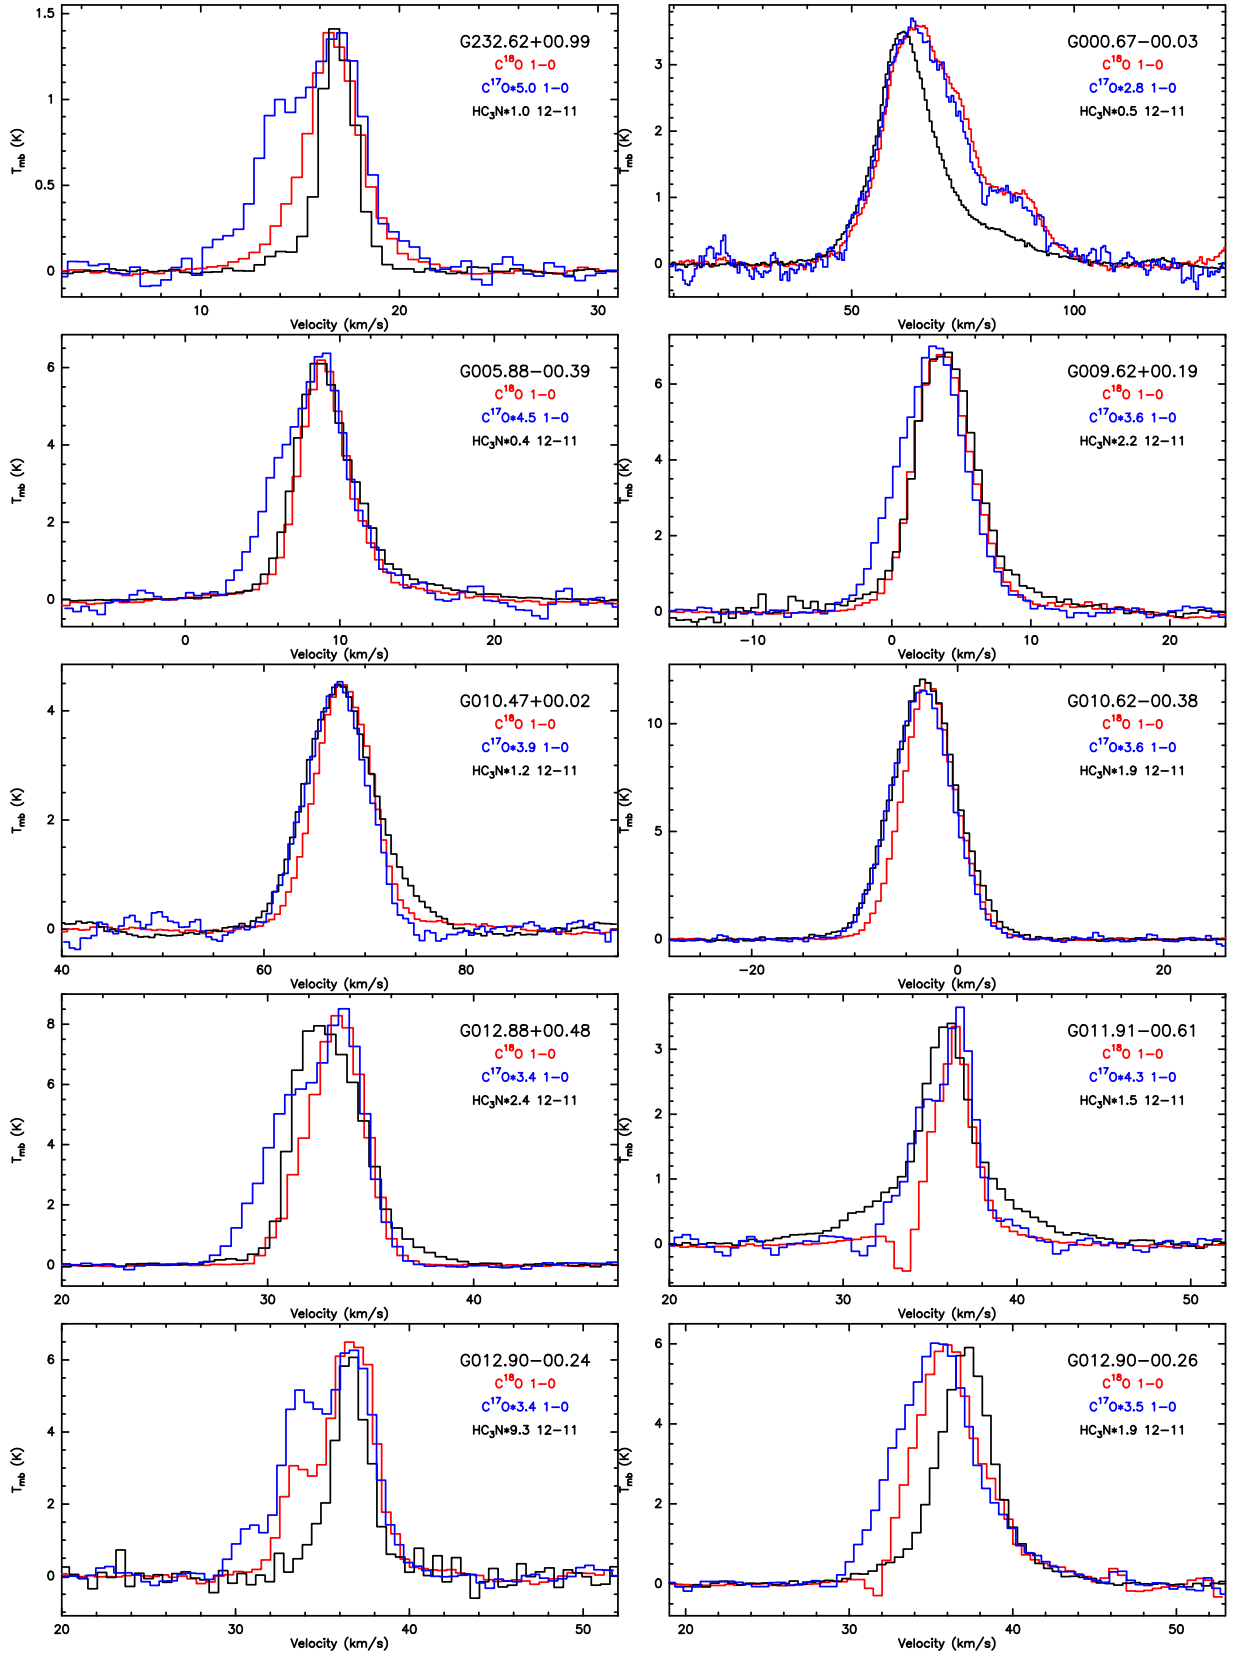 G232.62+00.99
C¹⁸O 1−0
C¹⁷O*5.0 1−0
HC₃N*1.0 12−11
T_mb (K)
1.5
1
0.5
0
10 20 30
Velocity (km/s)
G000.67−00.03
C¹⁸O 1−0
C¹⁷O*2.8 1−0
HC₃N*0.5 12−11
T_mb (K)
3
2
1
0
50 100
Velocity (km/s)
G005.88−00.39
C¹⁸O 1−0
C¹⁷O*4.5 1−0
HC₃N*0.4 12−11
T_mb (K)
6
4
2
0
0 10 20
Velocity (km/s)
G009.62+00.19
C¹⁸O 1−0
C¹⁷O*3.6 1−0
HC₃N*2.2 12−11
T_mb (K)
6
4
2
0
−10 0 10 20
Velocity (km/s)
G010.47+00.02
C¹⁸O 1−0
C¹⁷O*3.9 1−0
HC₃N*1.2 12−11
T_mb (K)
4
2
0
40 60 80
Velocity (km/s)
G010.62−00.38
C¹⁸O 1−0
C¹⁷O*3.6 1−0
HC₃N*1.9 12−11
T_mb (K)
10
5
0
−20 0 20
Velocity (km/s)
G012.88+00.48
C¹⁸O 1−0
C¹⁷O*3.4 1−0
HC₃N*2.4 12−11
T_mb (K)
8
6
4
2
0
20 30 40
Velocity (km/s)
G011.91−00.61
C¹⁸O 1−0
C¹⁷O*4.3 1−0
HC₃N*1.5 12−11
T_mb (K)
3
2
1
0
20 30 40 50
Velocity (km/s)
G012.90−00.24
C¹⁸O 1−0
C¹⁷O*3.4 1−0
HC₃N*9.3 12−11
T_mb (K)
6
4
2
0
20 30 40 50
Velocity (km/s)
G012.90−00.26
C¹⁸O 1−0
C¹⁷O*3.5 1−0
HC₃N*1.9 12−11
T_mb (K)
6
4
2
0
20 30 40 50
Velocity (km/s)